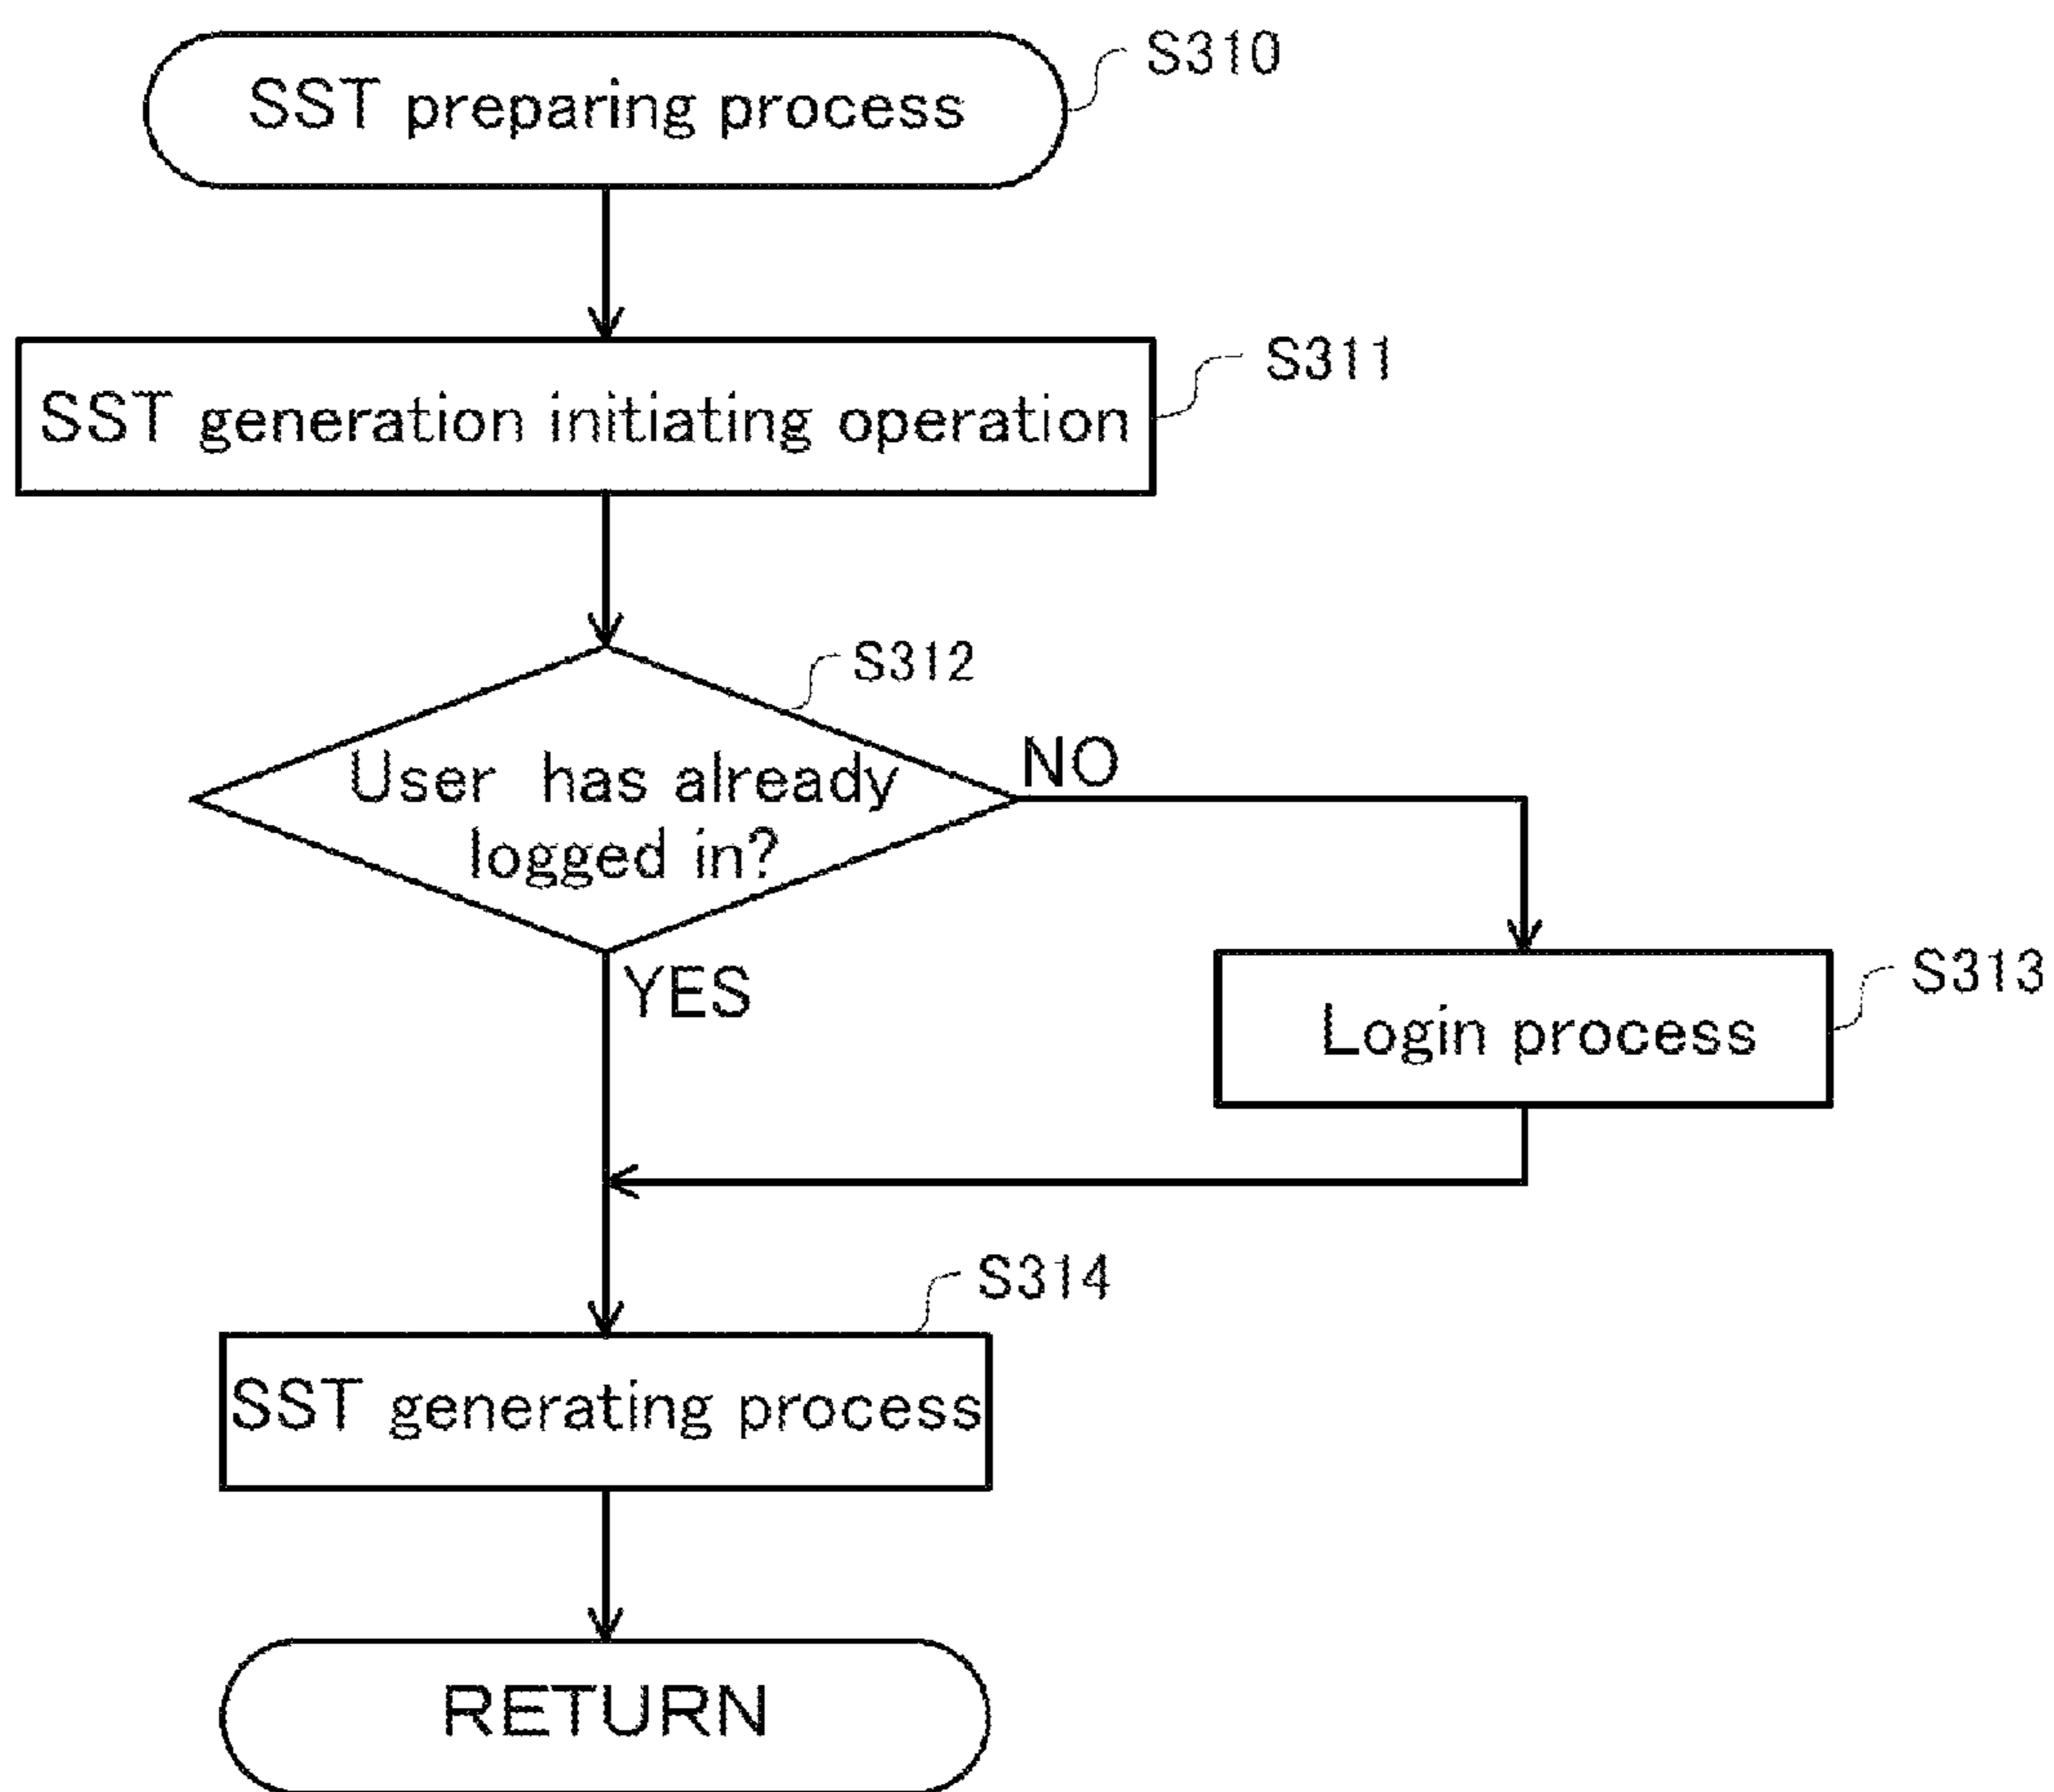 SST preparing process
S310
SST generation initiating operation
S311
S312
User has already
logged in?
NO
YES
Login process
S313
S314
SST generating process
RETURN